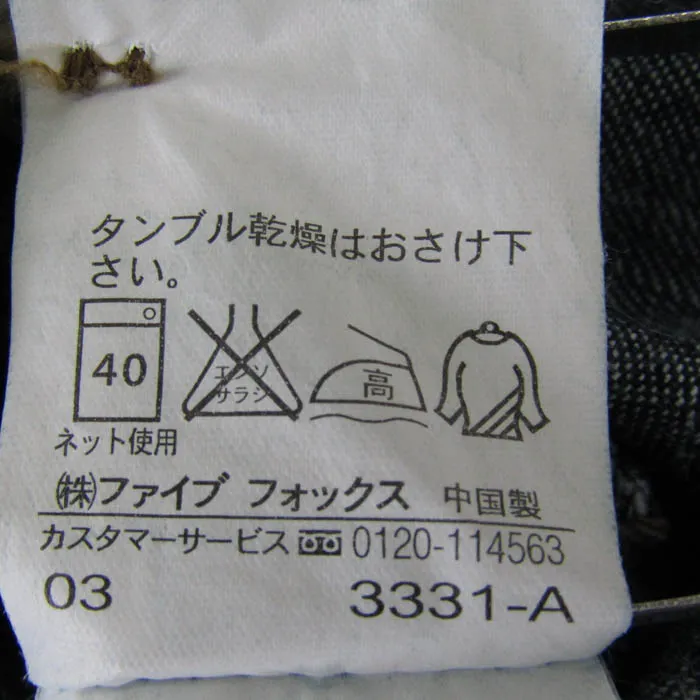 タンブル乾燥はおさけ下
さい。
40
エンソ
サラシ
高
ネット使用
㈱ファイブ フォックス 中国製
カスタマーサービス 0120-114563
03 3331-A